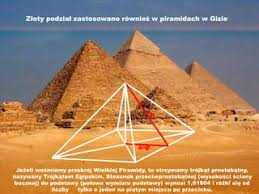 Złoty podział zastosowano również w piramidach w Gizie
Jeżeli weźmiemy przekrój Wielkiej Piramidy, to otrzymamy trójkąt prostokątny,
nazywany Trójkątem Egipskim. Stosunek przeciwprostokątnej (wysokości ściany
bocznej) do podstawy (połowa wymiaru podstawy) wynosi 1,61804 i różni się od
liczby tylko o jeden na piątym miejscu po przecinku.